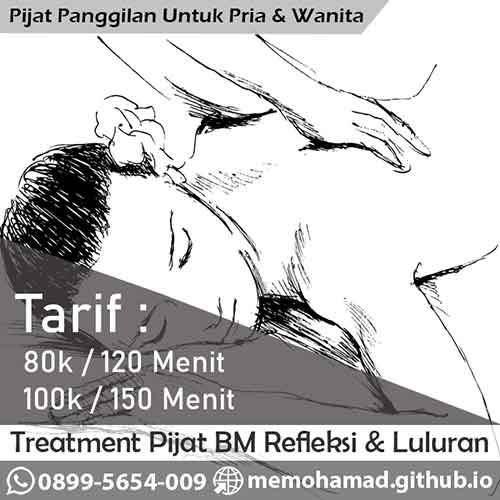 Pijat Panggilan Untuk Pria & Wanita
Tarif :
80k / 120 Menit
100k / 150 Menit
Treatment Pijat BM Refleksi & Luluran
0899-5654-009 memohamad.github.io